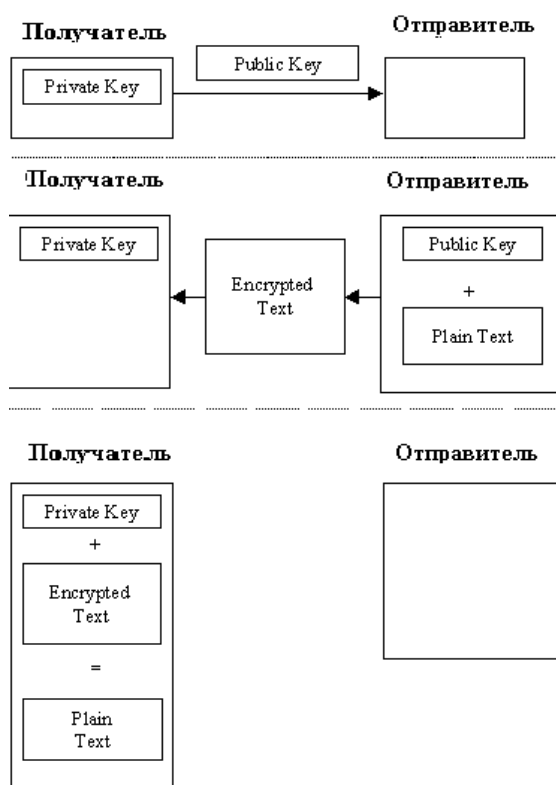 Получатель
Отправитель
Public Key
Private Key
Получатель
Отправитель
Private Key
Public Key
Encrypted
Text
+
Plain Text
Получатель
Отправитель
Private Key
+
Encrypted
Text
=
Plain
Text